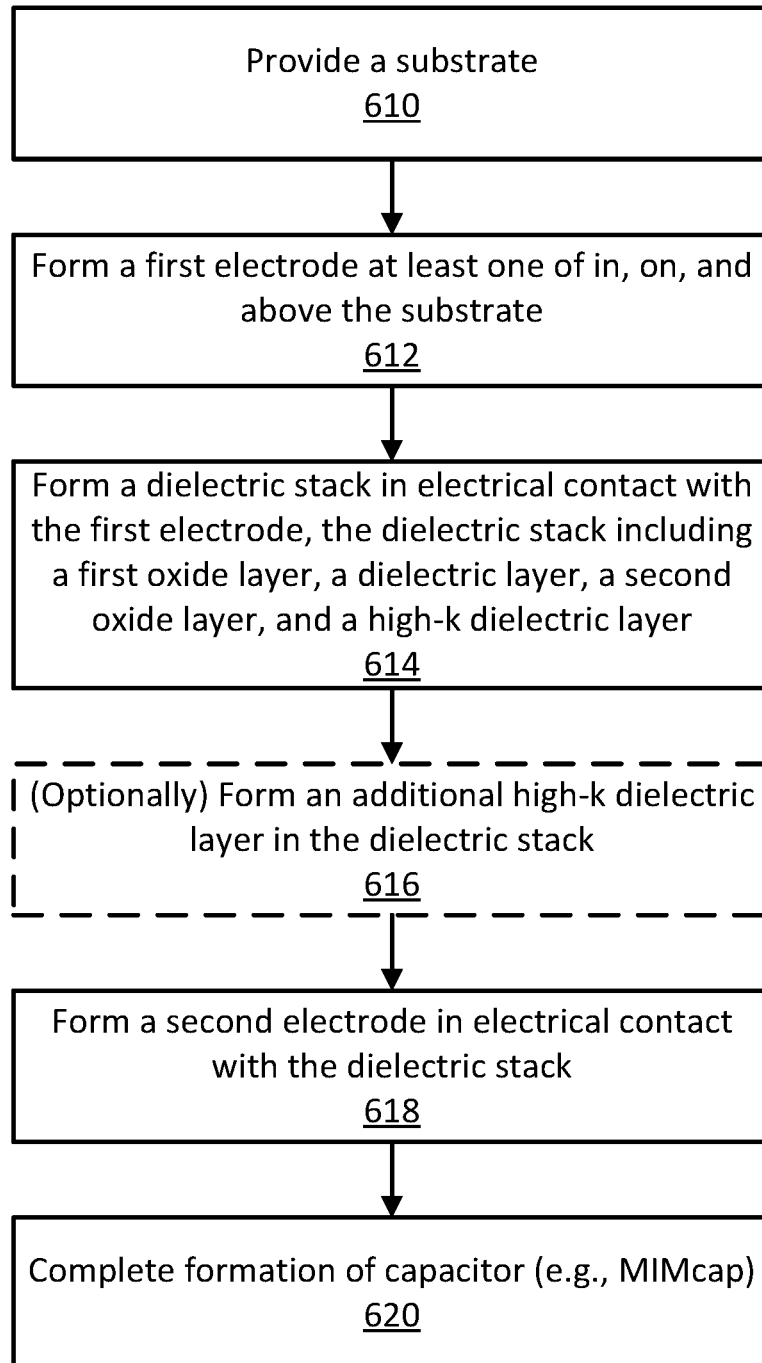 Provide a substrate
610
Form a first electrode at least one of in, on, and
above the substrate
612
Form a dielectric stack in electrical contact with
the first electrode, the dielectric stack including
a first oxide layer, a dielectric layer, a second
oxide layer, and a high-k dielectric layer
614
(Optionally) Form an additional high-k dielectric
layer in the dielectric stack
616
Form a second electrode in electrical contact
with the dielectric stack
618
Complete formation of capacitor (e.g., MIMcap)
620